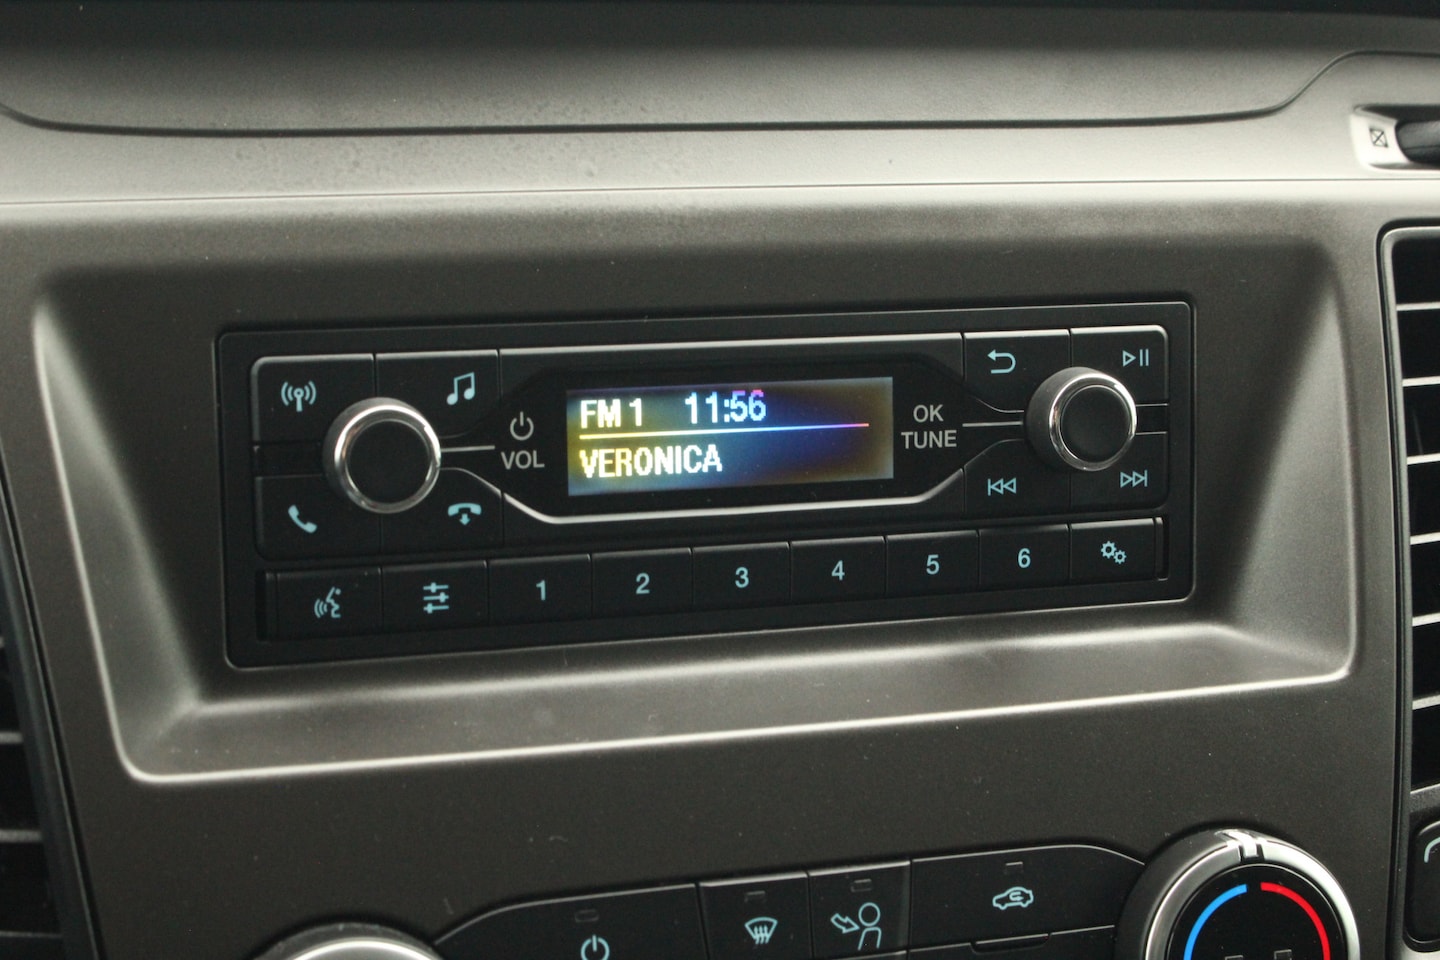 FM 1 11:56
VERONICA
VOL
OK
TUNE
1 2 3 4 5 6